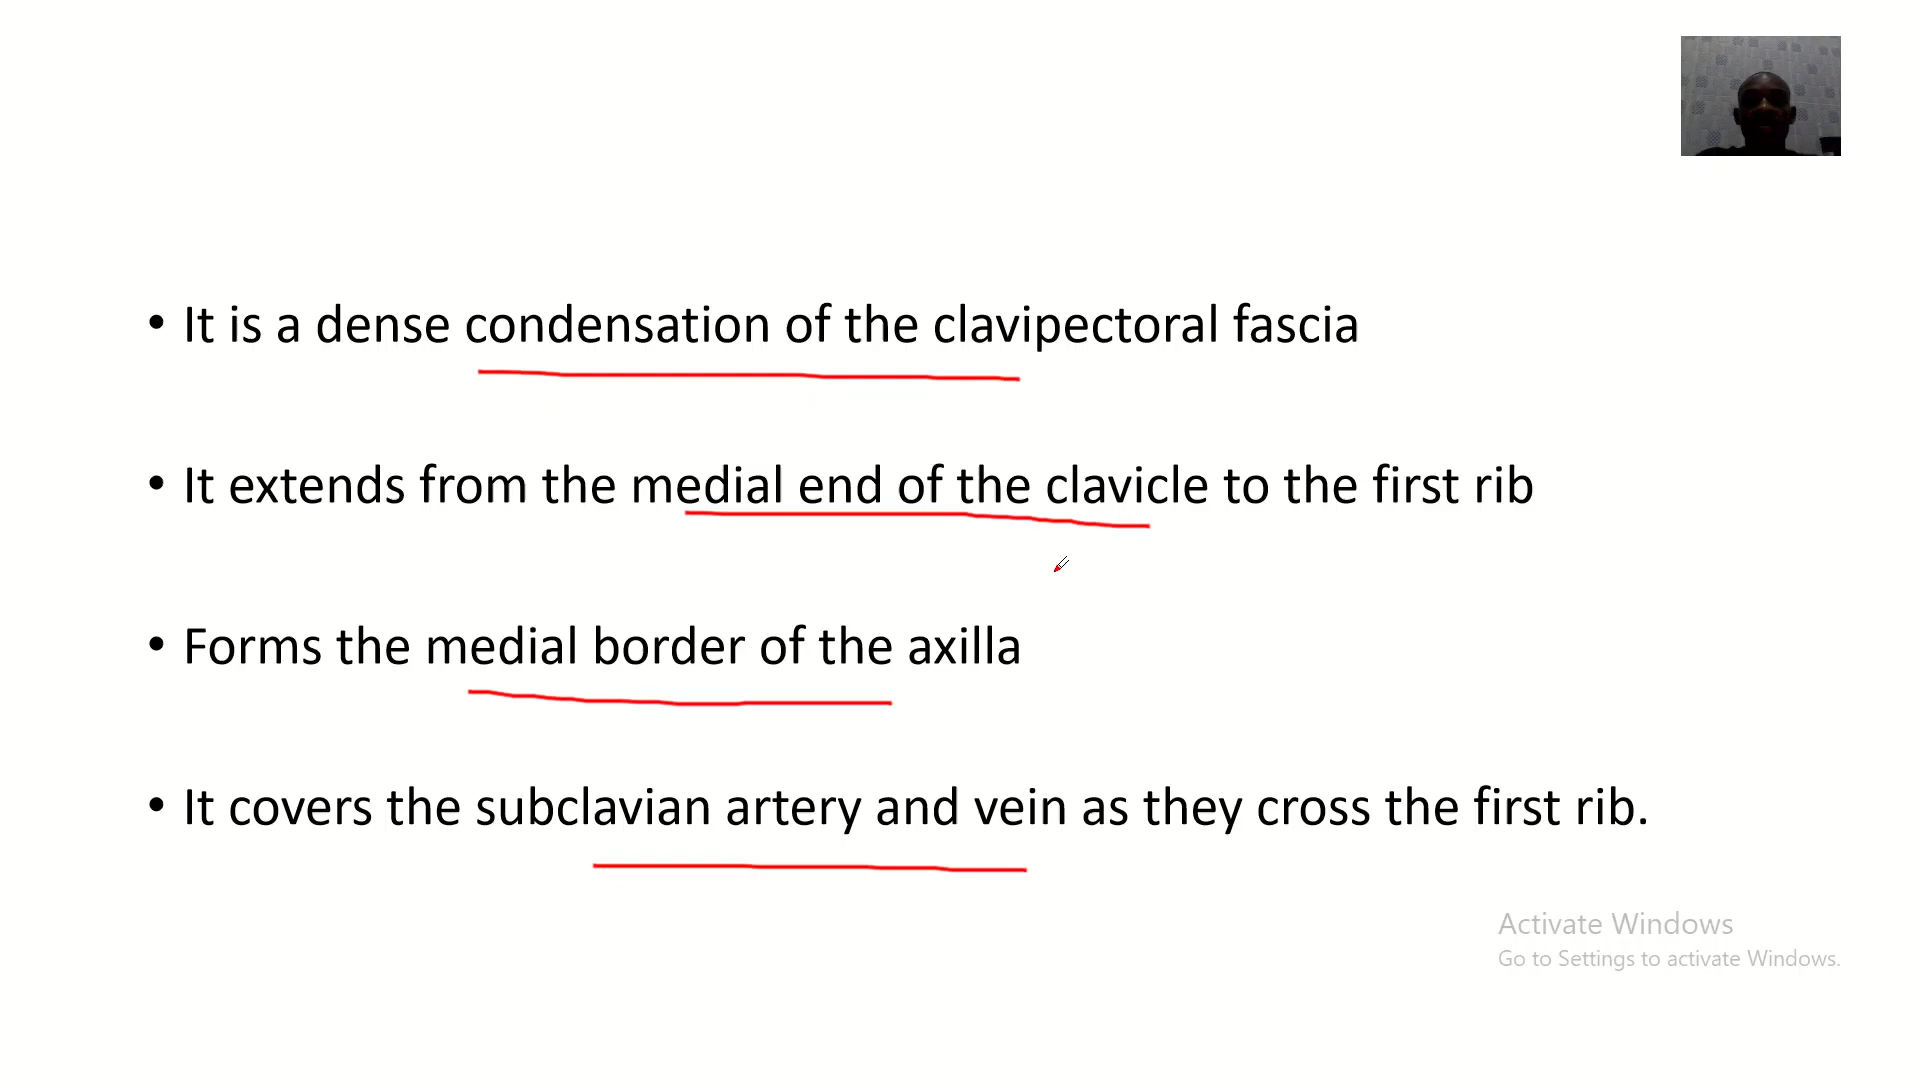 • It is a dense condensation of the clavipectoral fascia
• It extends from the medial end of the clavicle to the first rib
• Forms the medial border of the axilla
• It covers the subclavian artery and vein as they cross the first rib.
Activate Windows
Go to Settings to activate Windows.